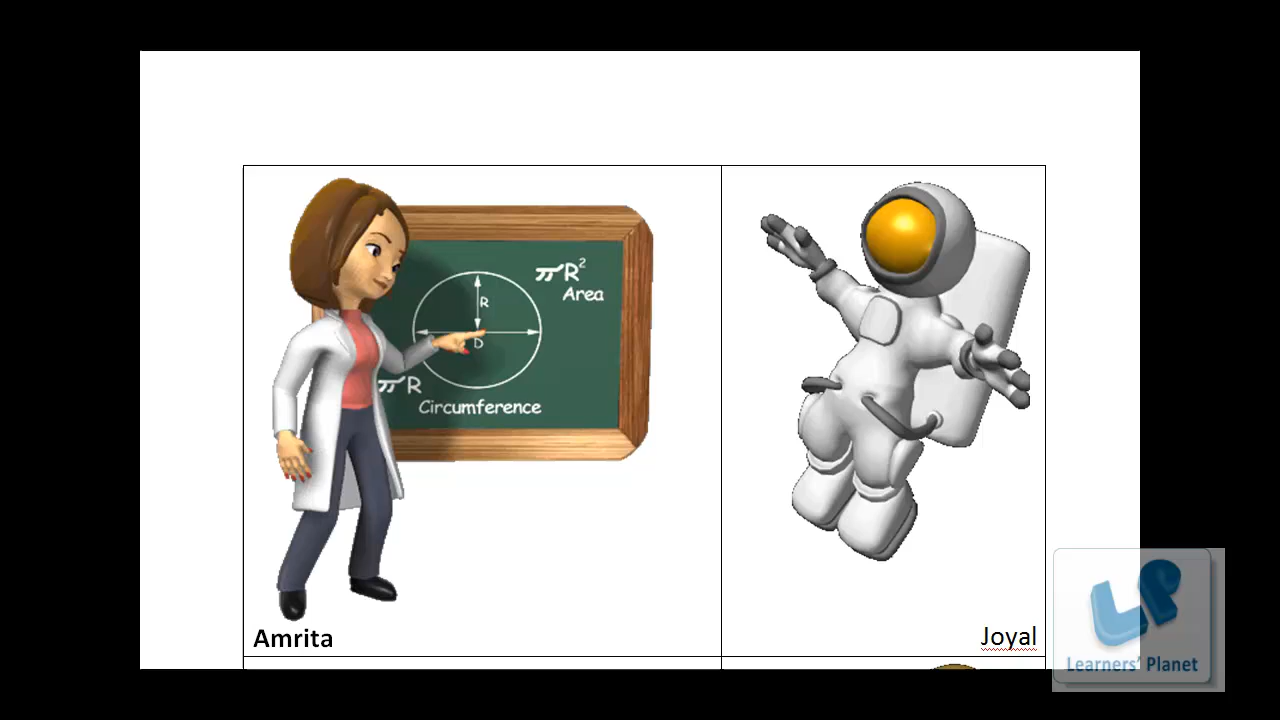 πR²
Area
R
D
πR
Circumference
Amrita
Joyal
LP
Learners' Planet